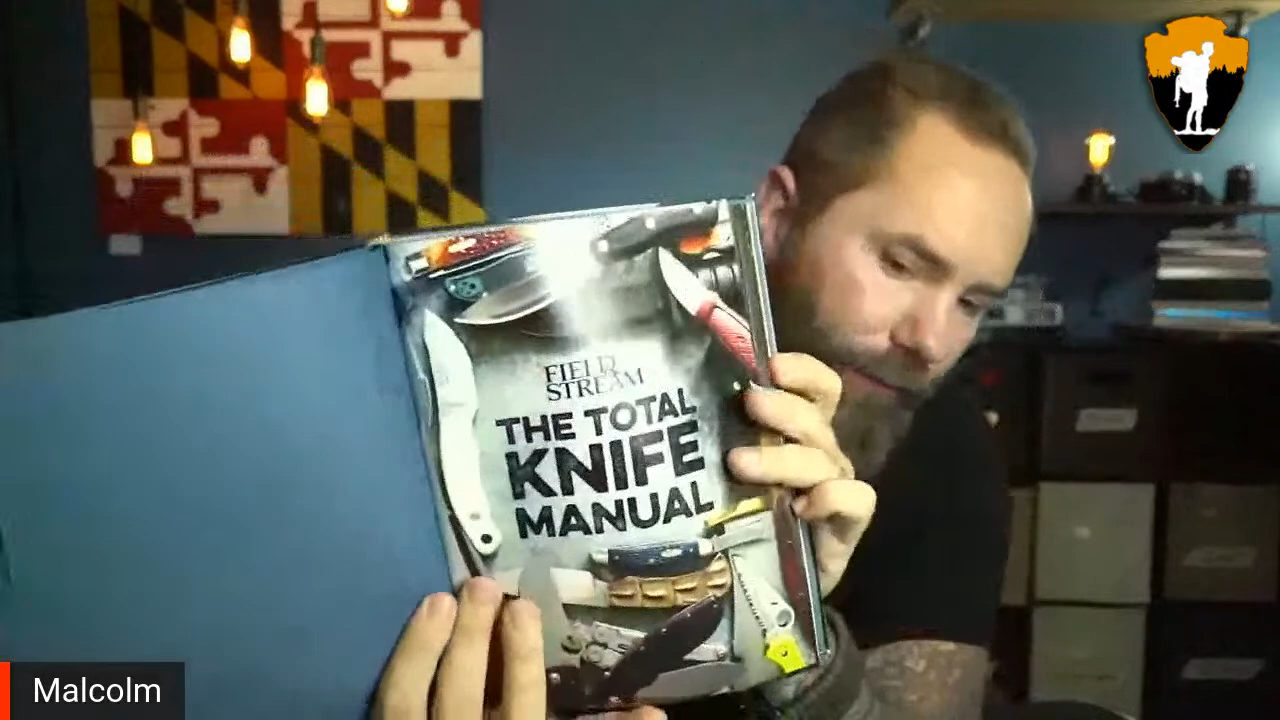 FIELD
STREAM
THE TOTAL
KNIFE
MANUAL
Malcolm